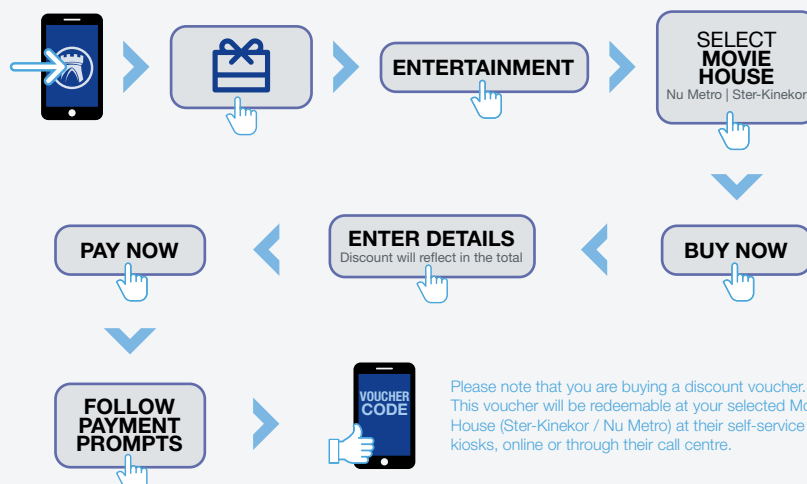 ENTERTAINMENT
SELECT
MOVIE
HOUSE
Nu Metro | Ster-Kinekor
BUY NOW
ENTER DETAILS
Discount will reflect in the total
PAY NOW
FOLLOW
PAYMENT
PROMPTS
VOUCHER
CODE
Please note that you are buying a discount voucher.
This voucher will be redeemable at your selected Mo
House (Ster-Kinekor / Nu Metro) at their self-service
kiosks, online or through their call centre.